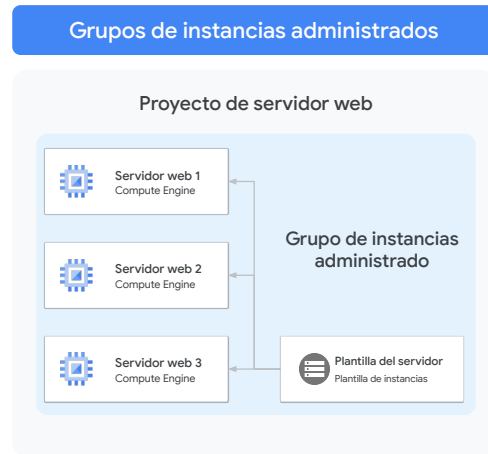 Grupos de instancias administrados
Proyecto de servidor web
Servidor web 1
Compute Engine
Grupo de instancias
administrado
Servidor web 2
Compute Engine
Servidor web 3
Compute Engine
Plantilla del servidor
Plantilla de instancias